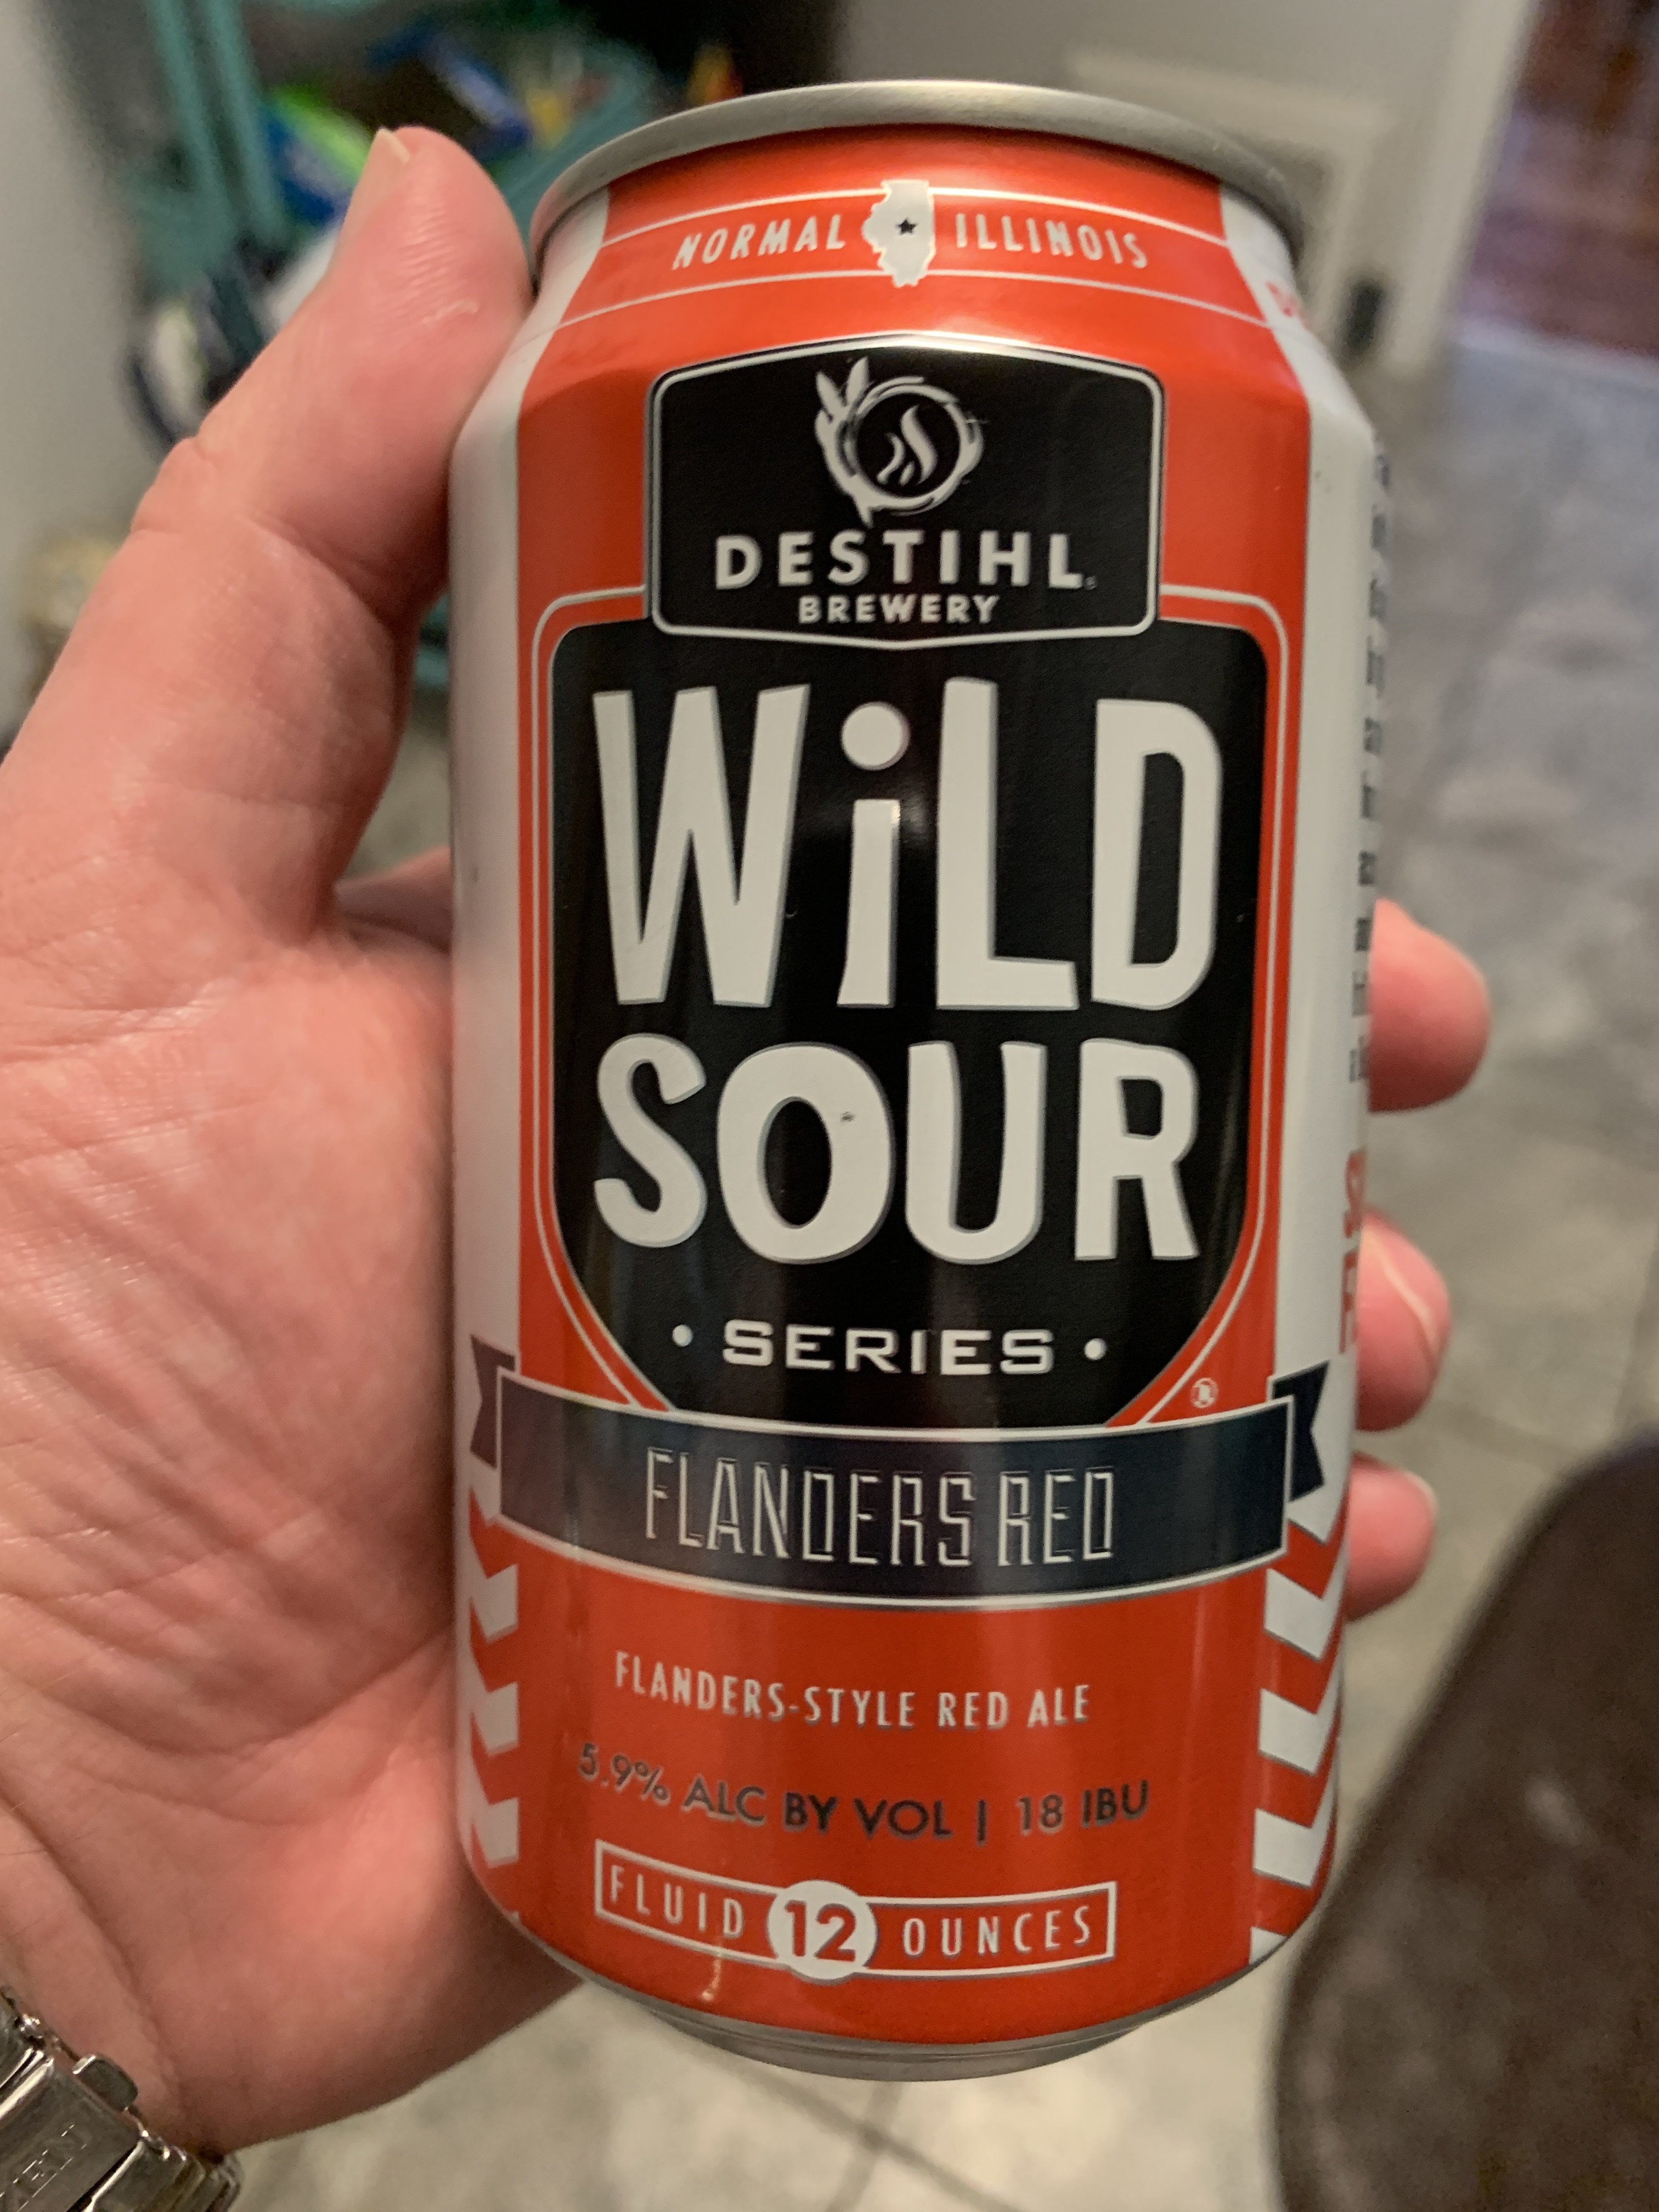 NORMAL ILLINOIS
DESTIHL
BREWERY
WiLD
SOUR
• SERIES •
®
FLANDERS RED
FLANDERS-STYLE RED ALE
5.9% ALC BY VOL | 18 IBU
FLUID 12 OUNCES